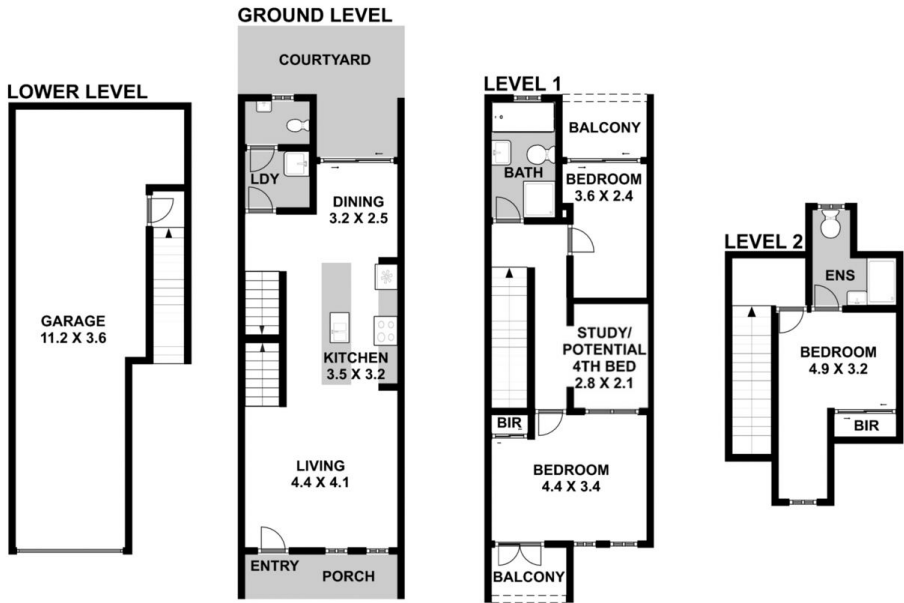 LOWER LEVEL
GARAGE
11.2 X 3.6
GROUND LEVEL
COURTYARD
LDY
DINING
3.2 X 2.5
KITCHEN
3.5 X 3.2
LIVING
4.4 X 4.1
ENTRY
PORCH
LEVEL 1
BALCONY
BATH
BEDROOM
3.6 X 2.4
STUDY/
POTENTIAL
4TH BED
2.8 X 2.1
BIR
BEDROOM
4.4 X 3.4
BALCONY
LEVEL 2
ENS
BEDROOM
4.9 X 3.2
BIR